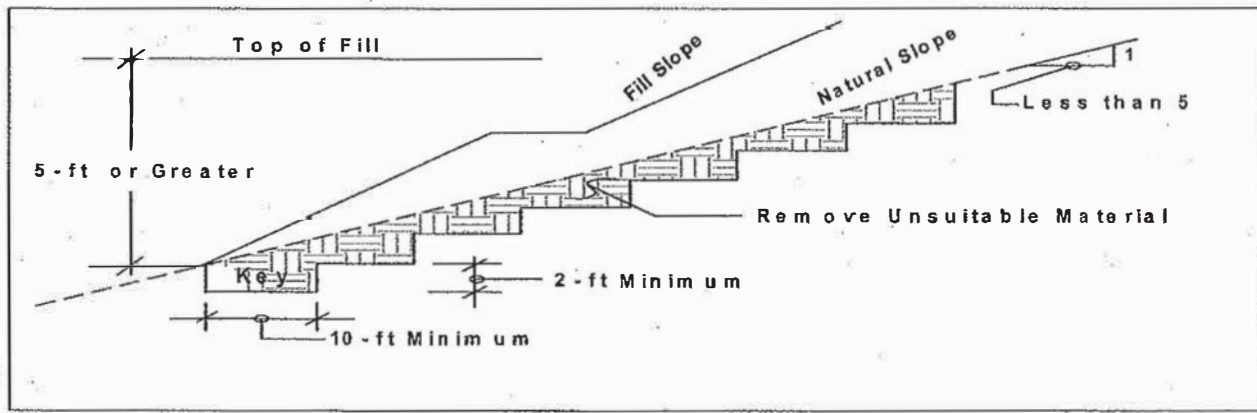 Top of Fill
Fill Slope
Natural Slope
1
Less than 5
5-ft or Greater
Remove Unsuitable Material
Key
2-ft Minimum
10-ft Minimum